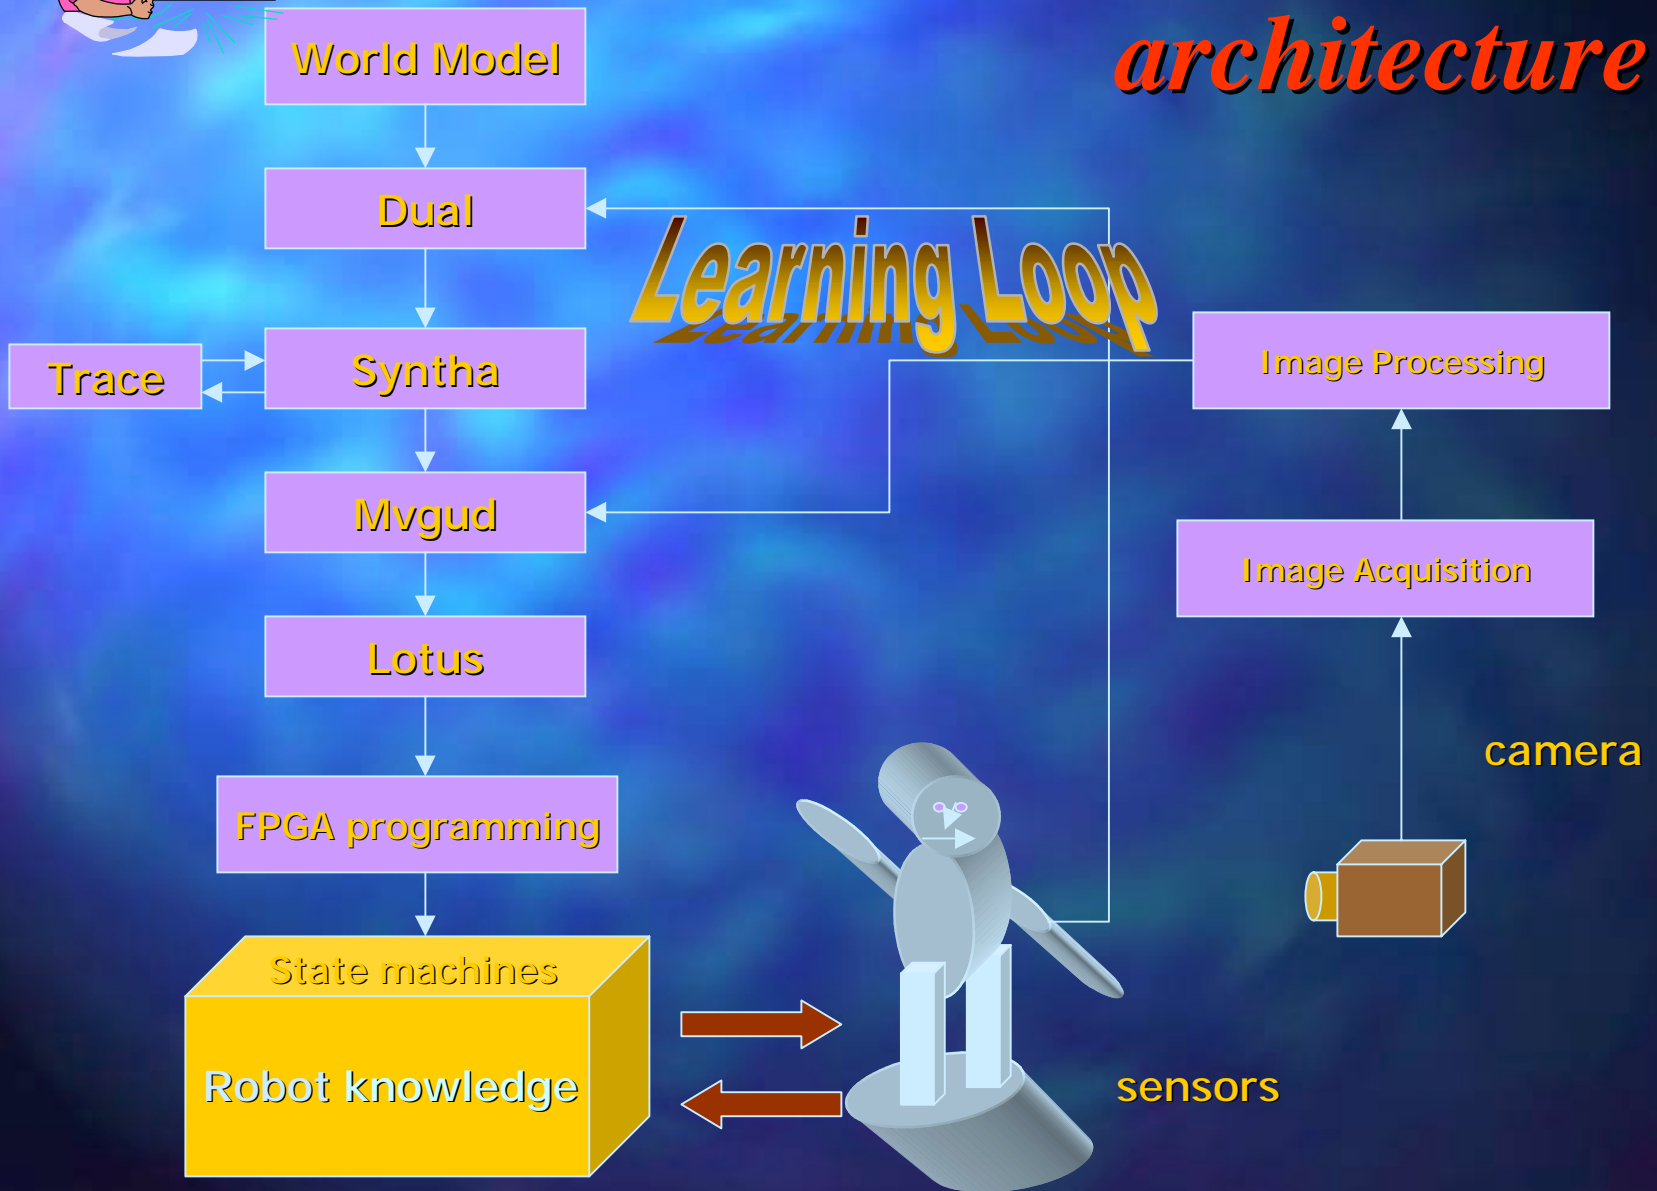 architecture
World Model
Dual
Learning Loop
Trace
Syntha
Image Processing
Mvgud
Image Acquisition
Lotus
camera
FPGA programming
State machines
Robot knowledge
sensors